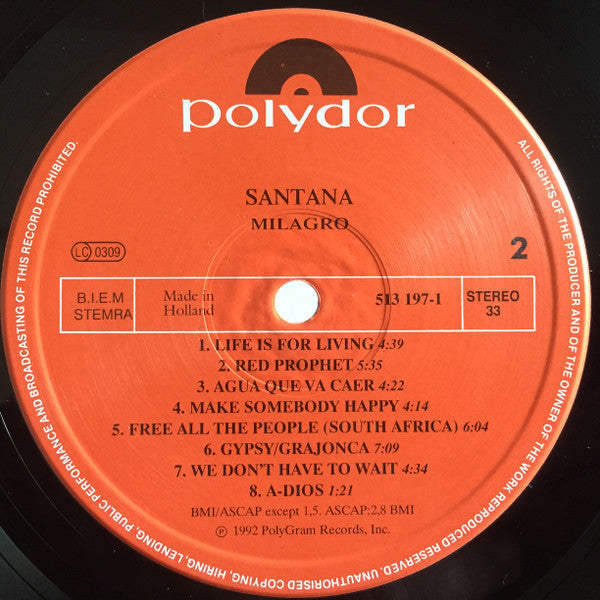 polydor
SANTANA
MILAGRO
LC 0309
2
B.I.E.M
STEMRA
Made in
Holland
513 197-1
STEREO
33
1. LIFE IS FOR LIVING 4:39
2. RED PROPHET 5:35
3. AGUA QUE VA CAER 4:22
4. MAKE SOMEBODY HAPPY 4:14
5. FREE ALL THE PEOPLE (SOUTH AFRICA) 6:04
6. GYPSY/GRAJONCA 7:09
7. WE DON'T HAVE TO WAIT 4:34
8. A-DIOS 1:21
BMI/ASCAP except 1,5. ASCAP:2.8 BMI
℗ 1992 PolyGram Records, Inc.
ALL RIGHTS OF THE PRODUCER AND OF THE OWNER OF THE WORK REPRODUCED RESERVED. UNAUTHORISED COPYING, HIRING, LENDING, PUBLIC PERFORMANCE AND BROADCASTING OF THIS RECORD PROHIBITED.